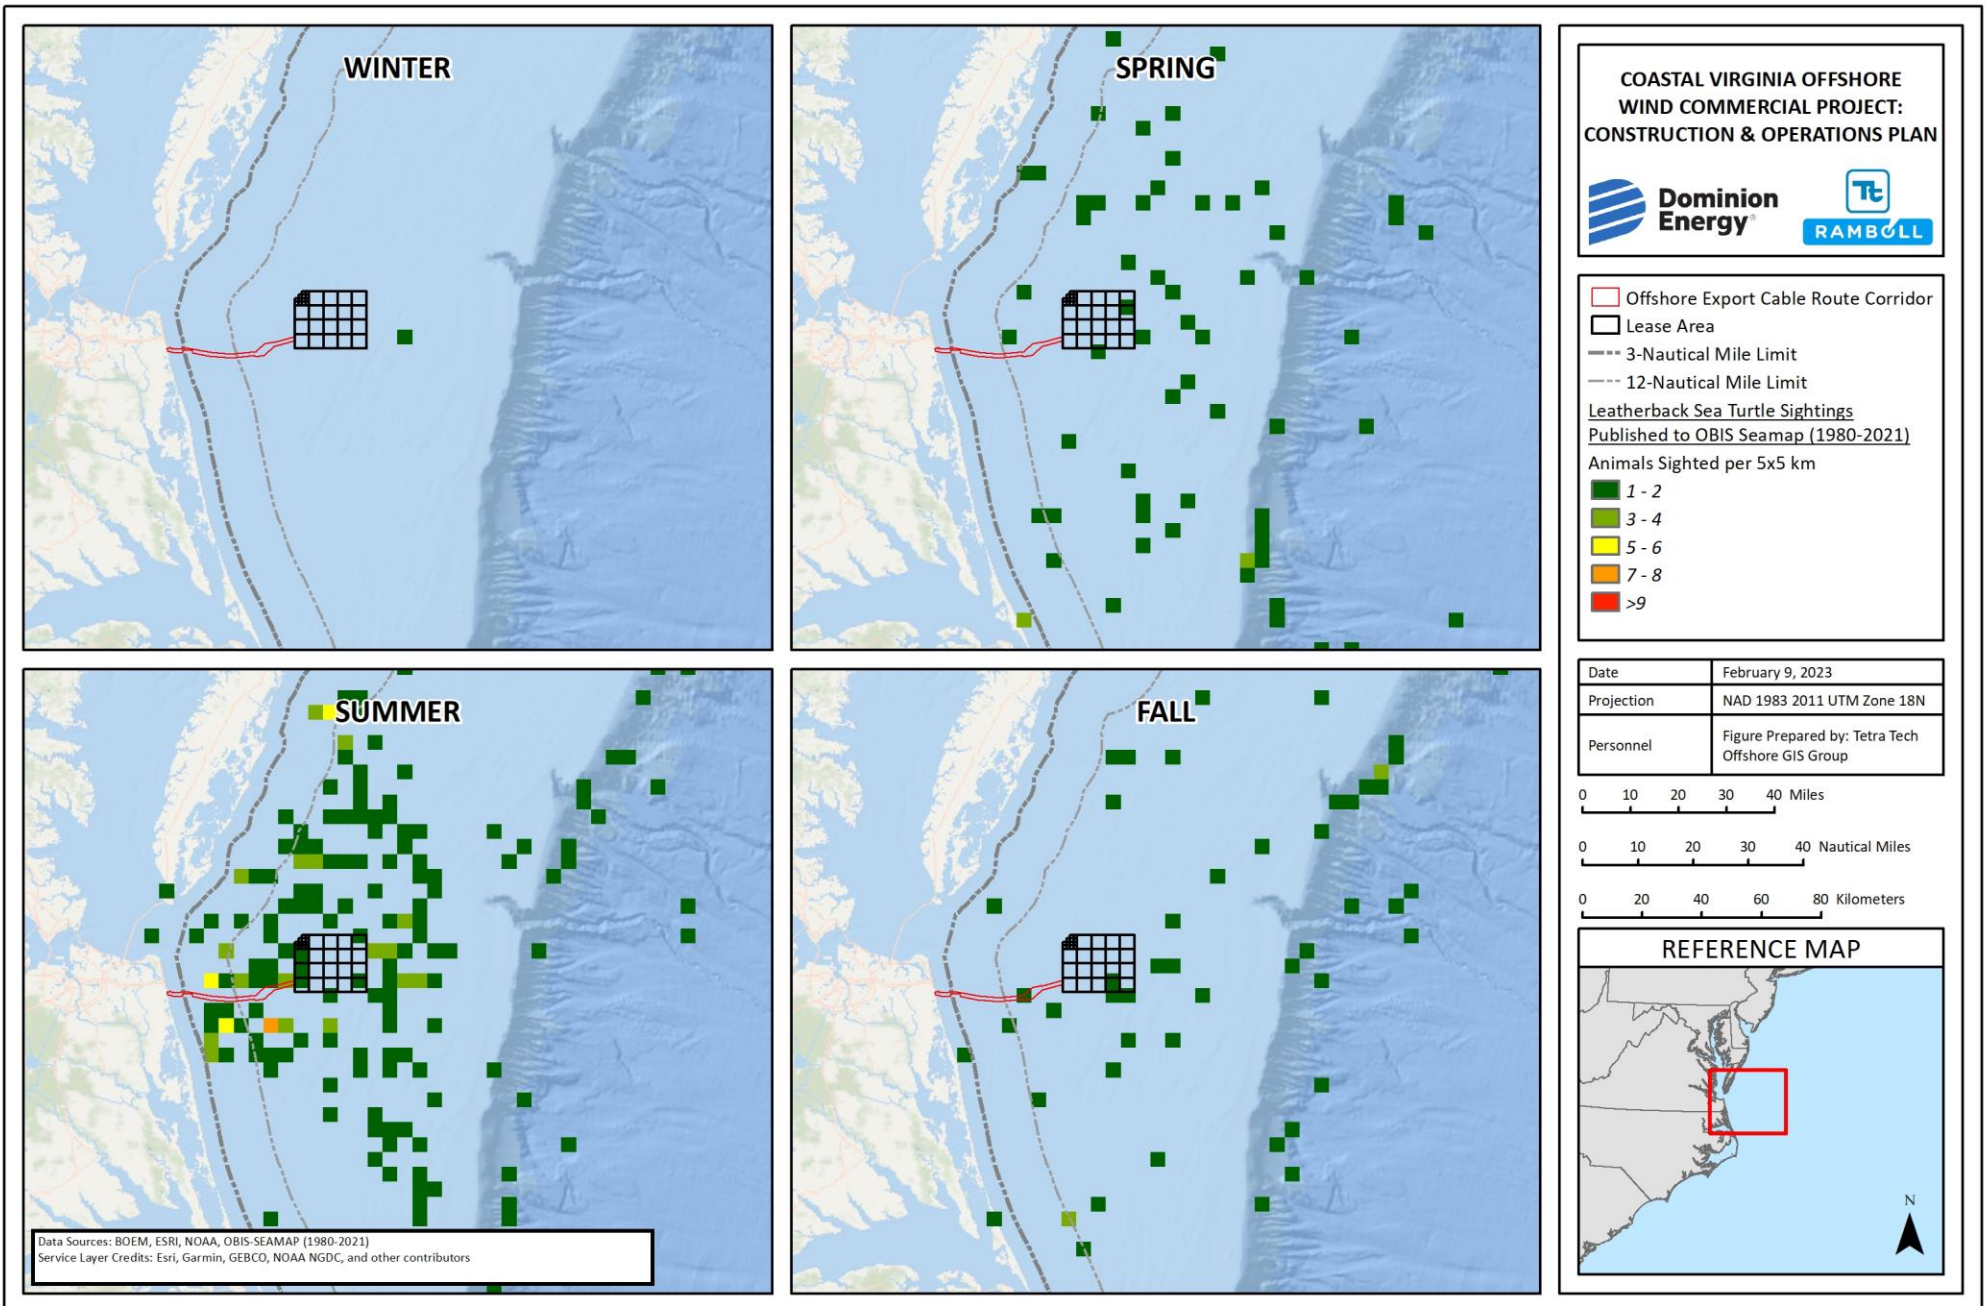 WINTER
SPRING
SUMMER
FALL
Data Sources: BOEM, ESRI, NOAA, OBIS-SEAMAP (1980-2021)
Service Layer Credits: Esri, Garmin, GEBCO, NOAA NGDC, and other contributors
COASTAL VIRGINIA OFFSHORE
WIND COMMERCIAL PROJECT:
CONSTRUCTION & OPERATIONS PLAN
Dominion
Energy®
Tt
RAMBOLL
Offshore Export Cable Route Corridor
Lease Area
3-Nautical Mile Limit
12-Nautical Mile Limit
Leatherback Sea Turtle Sightings
Published to OBIS Seamap (1980-2021)
Animals Sighted per 5x5 km
1 - 2
3 - 4
5 - 6
7 - 8
>9
Date February 9, 2023
Projection NAD 1983 2011 UTM Zone 18N
Personnel Figure Prepared by: Tetra Tech
Offshore GIS Group
0 10 20 30 40 Miles
0 10 20 30 40 Nautical Miles
0 20 40 60 80 Kilometers
REFERENCE MAP
N